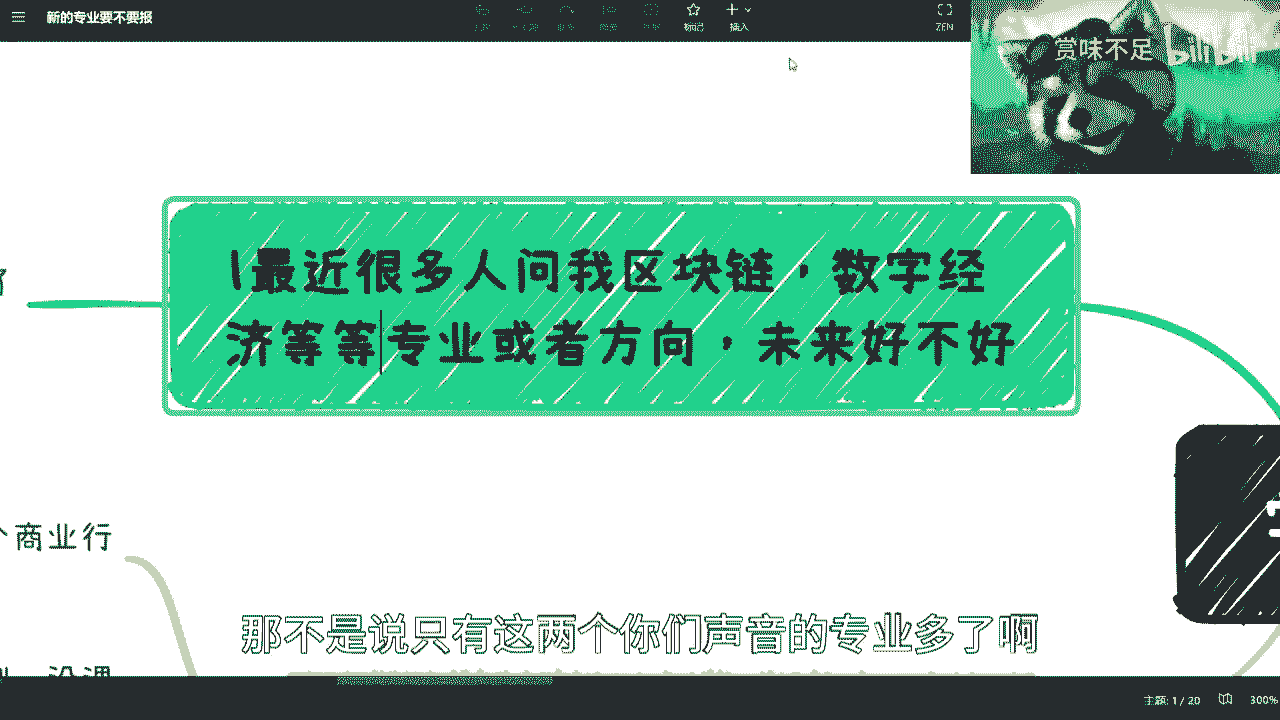 新的专业要不要报
标记
插入
ZEN
赏味不足 bilibili
1最近很多人问我区块链，数字经
济等等专业或者方向，未来好不好
商业行
那不是说只有这两个你们声音的专业多了啊
主题: 1 / 20
300%